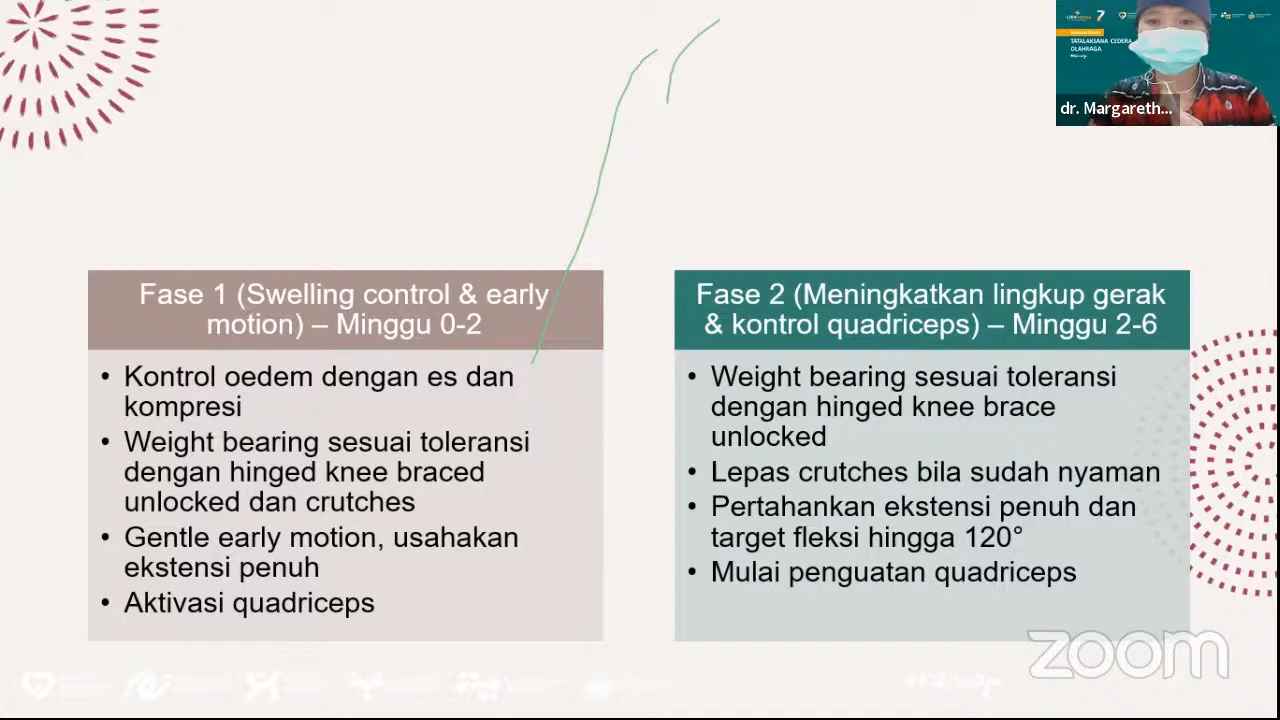 TATALAKSANA CEDERA
OLAHRAGA
dr. Margareth...
Fase 1 (Swelling control & early
motion) – Minggu 0-2
• Kontrol oedem dengan es dan
kompresi
• Weight bearing sesuai toleransi
dengan hinged knee braced
unlocked dan crutches
• Gentle early motion, usahakan
ekstensi penuh
• Aktivasi quadriceps
Fase 2 (Meningkatkan lingkup gerak
& kontrol quadriceps) – Minggu 2-6
• Weight bearing sesuai toleransi
dengan hinged knee brace
unlocked
• Lepas crutches bila sudah nyaman
• Pertahankan ekstensi penuh dan
target fleksi hingga 120°
• Mulai penguatan quadriceps
zoom